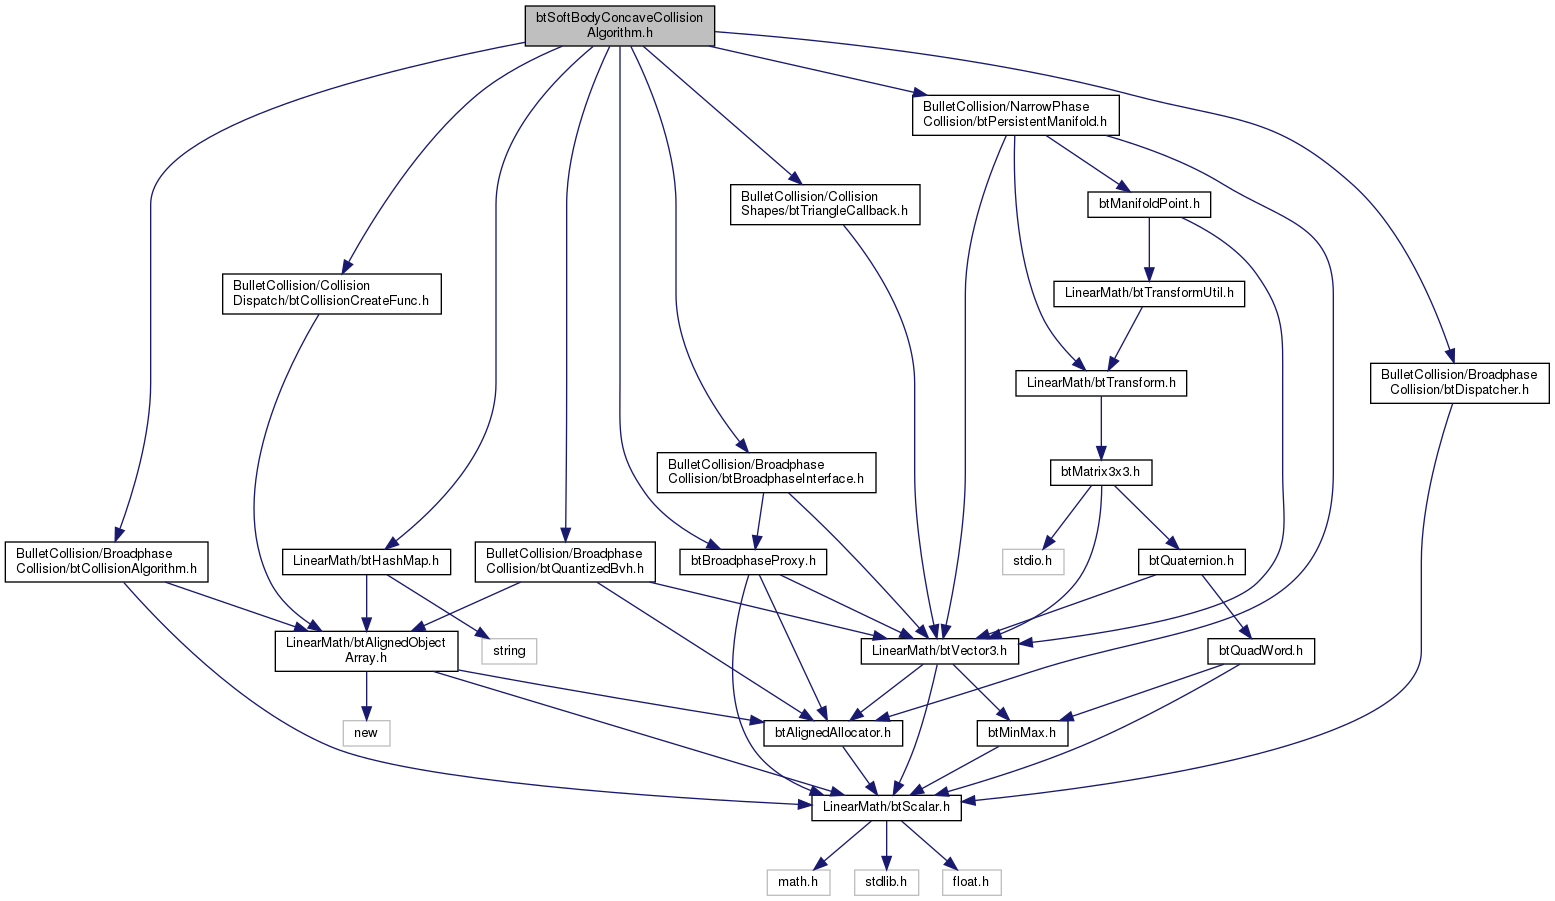 btSoftBodyConcaveCollision
Algorithm.h
BulletCollision/NarrowPhase
Collision/btPersistentManifold.h
BulletCollision/Collision
Shapes/btTriangleCallback.h
btManifoldPoint.h
BulletCollision/Collision
Dispatch/btCollisionCreateFunc.h
LinearMath/btTransformUtil.h
LinearMath/btTransform.h
BulletCollision/Broadphase
Collision/btDispatcher.h
BulletCollision/Broadphase
Collision/btBroadphaseInterface.h
btMatrix3x3.h
BulletCollision/Broadphase
Collision/btCollisionAlgorithm.h
LinearMath/btHashMap.h
BulletCollision/Broadphase
Collision/btQuantizedBvh.h
btBroadphaseProxy.h
stdio.h
btQuaternion.h
LinearMath/btAlignedObject
Array.h
string
LinearMath/btVector3.h
btQuadWord.h
new
btAlignedAllocator.h
btMinMax.h
LinearMath/btScalar.h
math.h
stdlib.h
float.h